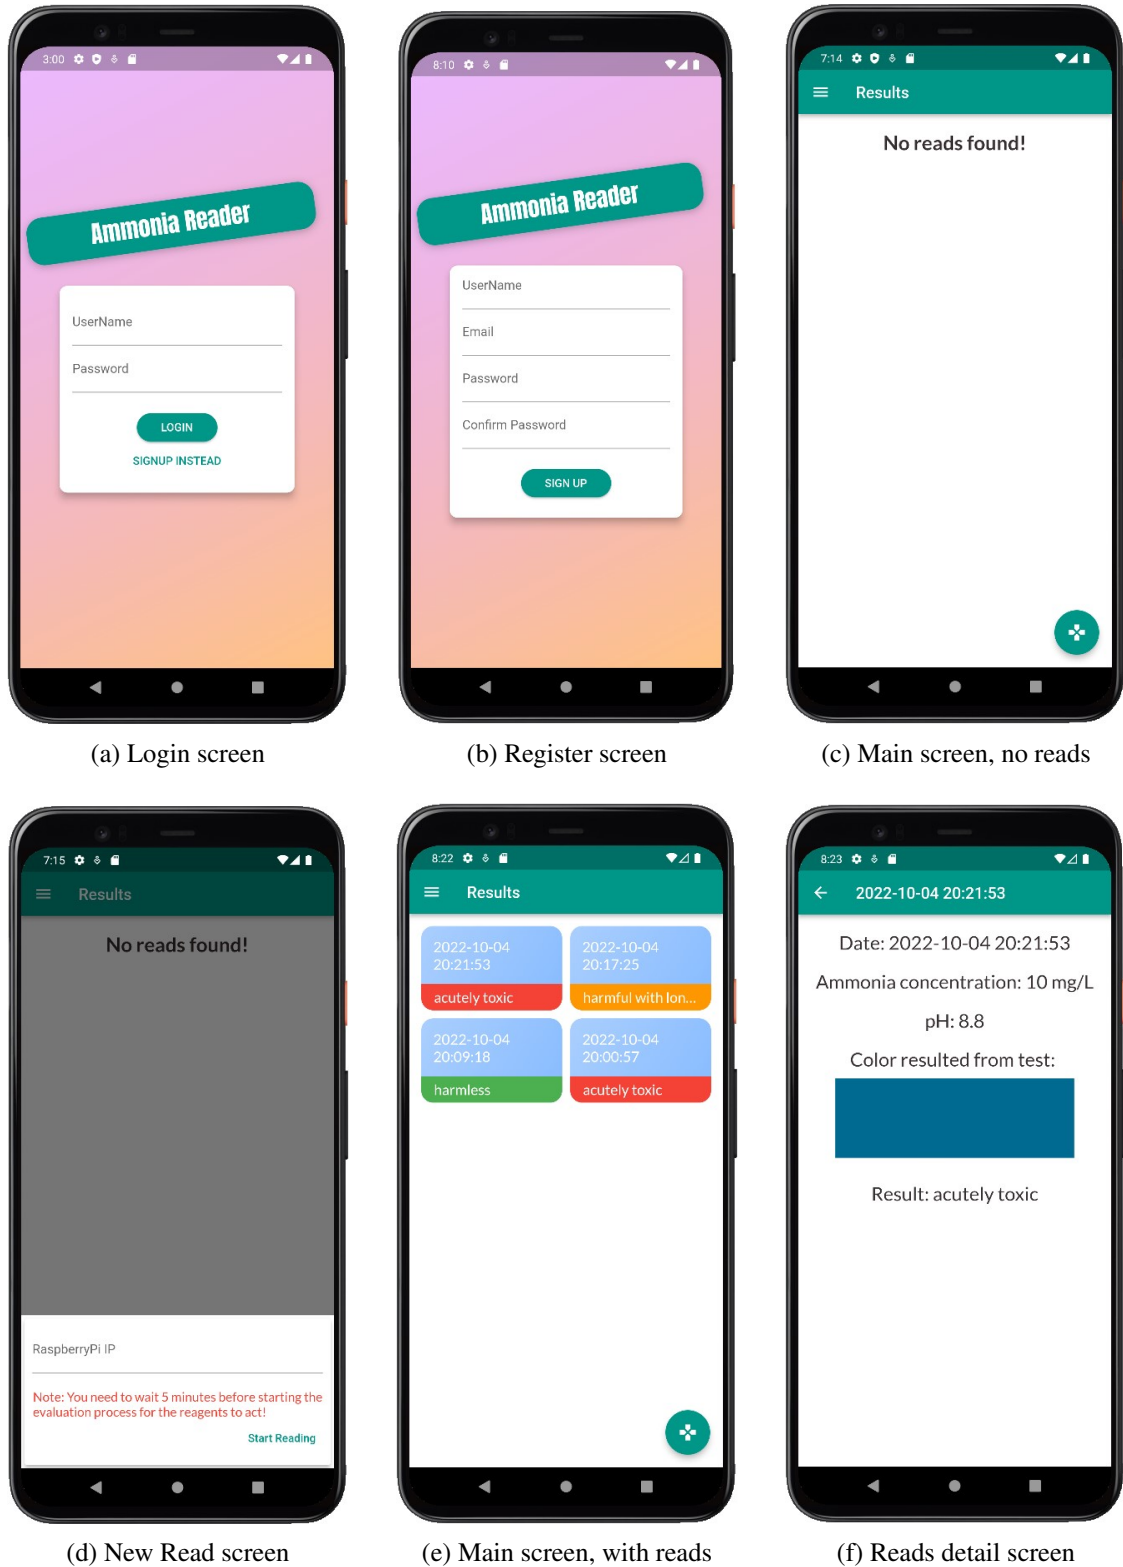 3:00
Ammonia Reader
UserName
Password
LOGIN
SIGNUP INSTEAD
(a) Login screen
8:10
Ammonia Reader
UserName
Email
Password
Confirm Password
SIGN UP
(b) Register screen
7:14
Results
No reads found!
(c) Main screen, no reads
7:15
Results
No reads found!
RaspberryPi IP
Note: You need to wait 5 minutes before starting the
evaluation process for the reagents to act!
Start Reading
(d) New Read screen
8:22
Results
2022-10-04
20:21:53
acutely toxic
2022-10-04
20:17:25
harmful with lon...
2022-10-04
20:09:18
harmless
2022-10-04
20:00:57
acutely toxic
(e) Main screen, with reads
8:23
2022-10-04 20:21:53
Date: 2022-10-04 20:21:53
Ammonia concentration: 10 mg/L
pH: 8.8
Color resulted from test:
Result: acutely toxic
(f) Reads detail screen